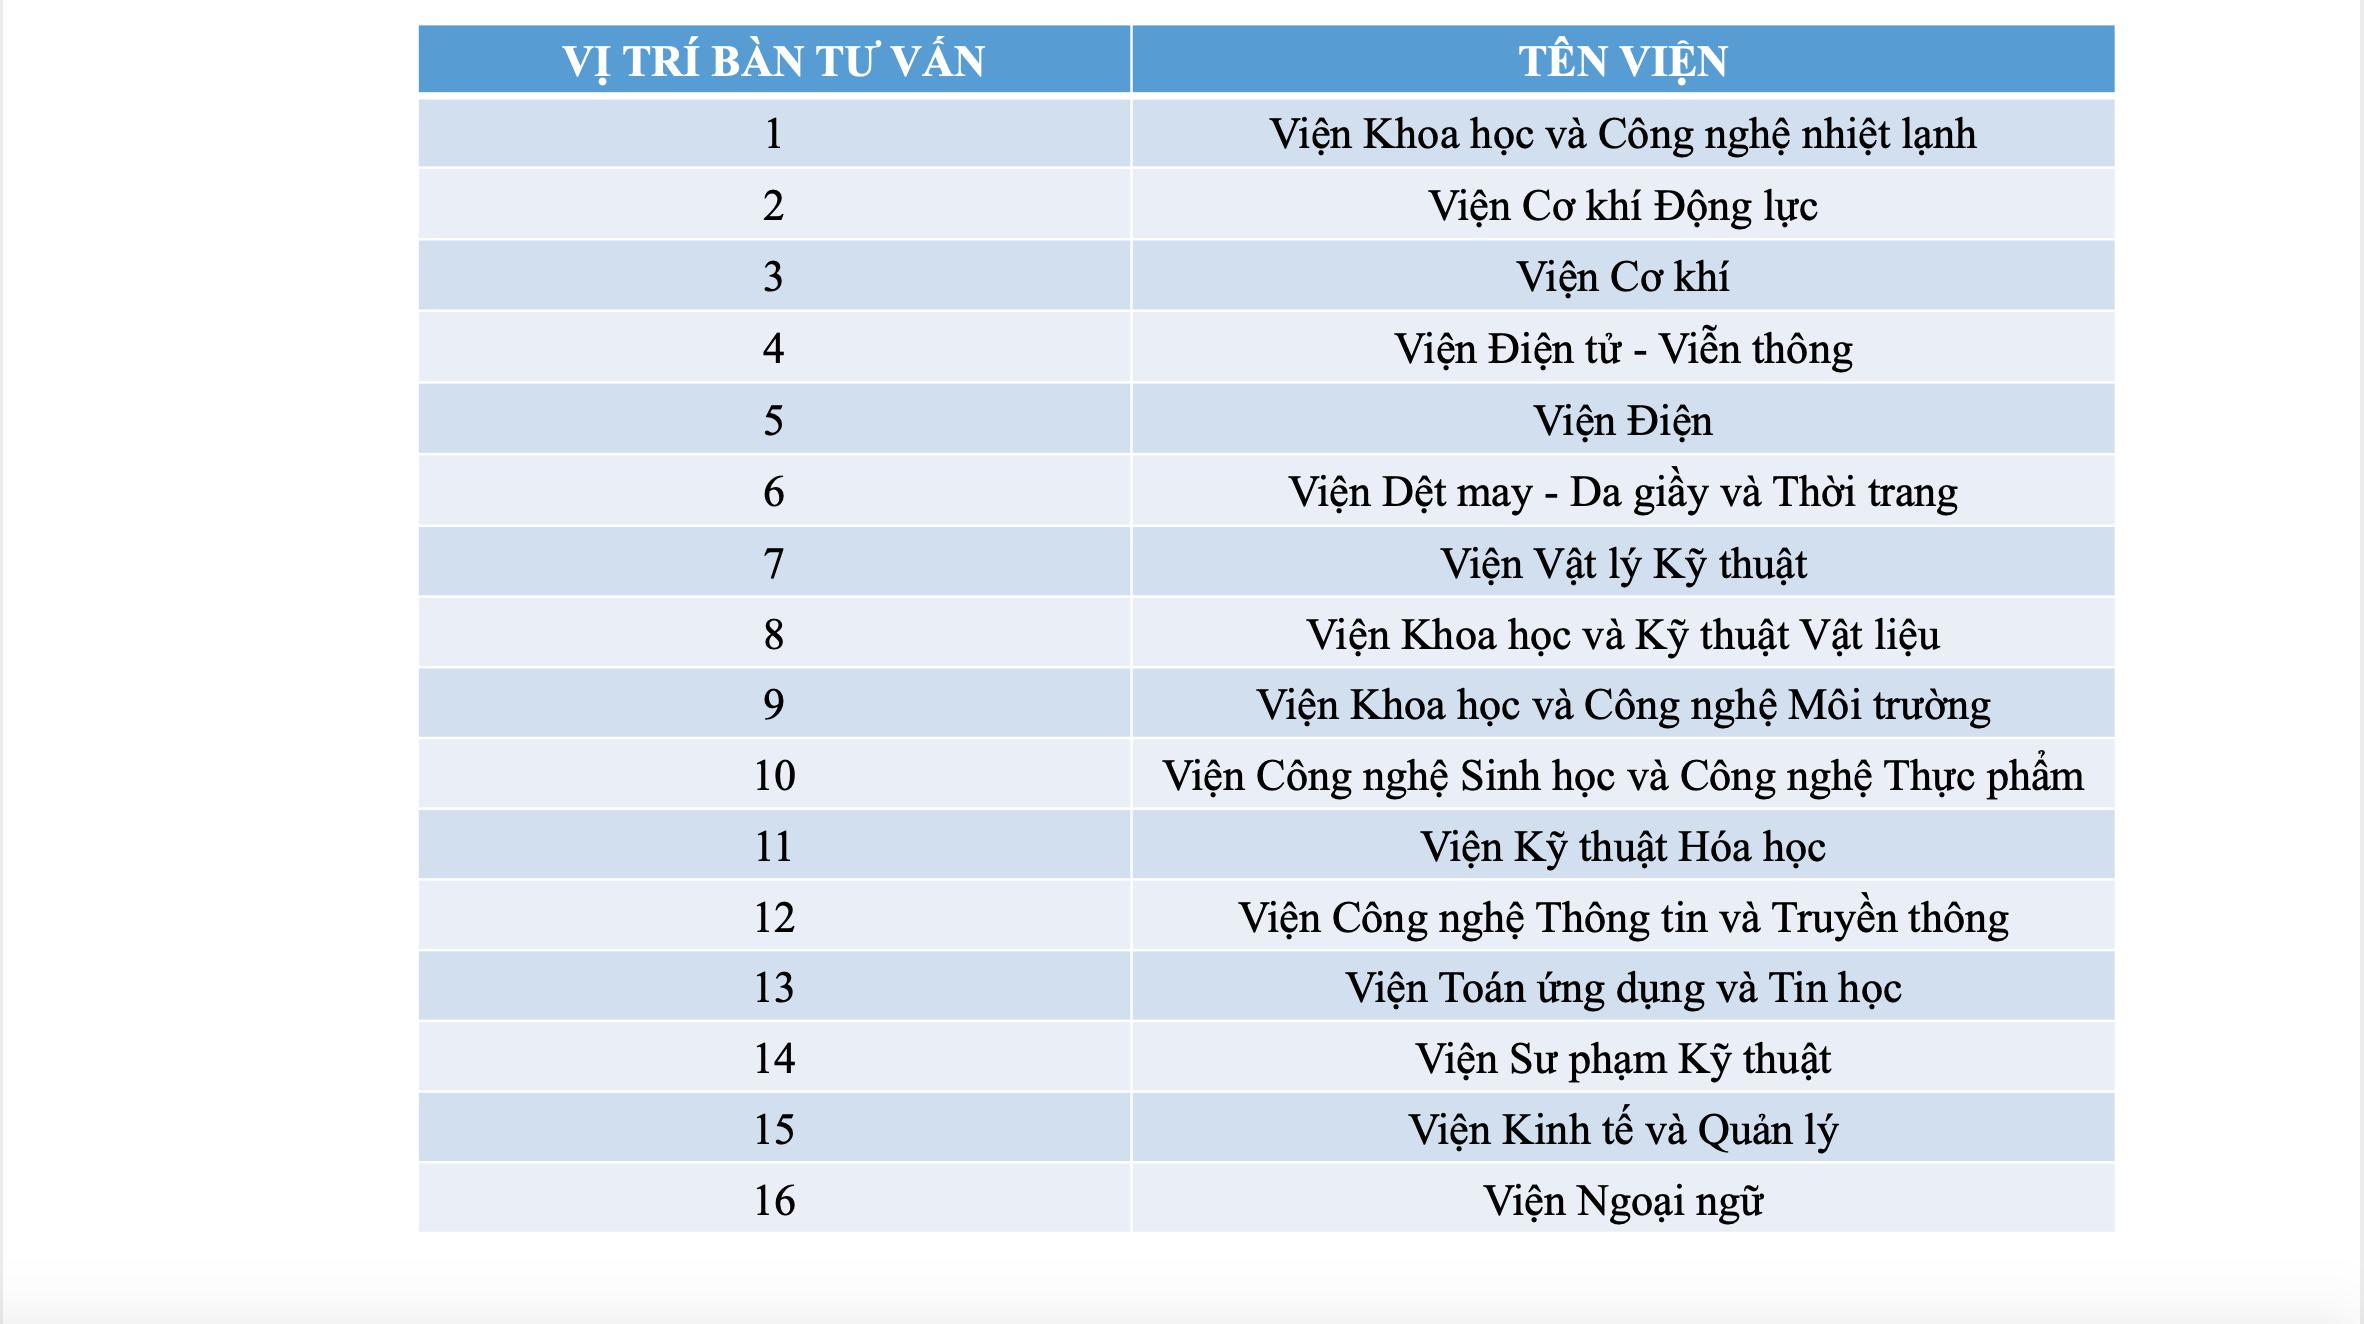 VỊ TRÍ BÀN TƯ VẤN TÊN VIỆN
1 Viện Khoa học và Công nghệ nhiệt lạnh
2 Viện Cơ khí Động lực
3 Viện Cơ khí
4 Viện Điện tử - Viễn thông
5 Viện Điện
6 Viện Dệt may - Da giầy và Thời trang
7 Viện Vật lý Kỹ thuật
8 Viện Khoa học và Kỹ thuật Vật liệu
9 Viện Khoa học và Công nghệ Môi trường
10 Viện Công nghệ Sinh học và Công nghệ Thực phẩm
11 Viện Kỹ thuật Hóa học
12 Viện Công nghệ Thông tin và Truyền thông
13 Viện Toán ứng dụng và Tin học
14 Viện Sư phạm Kỹ thuật
15 Viện Kinh tế và Quản lý
16 Viện Ngoại ngữ